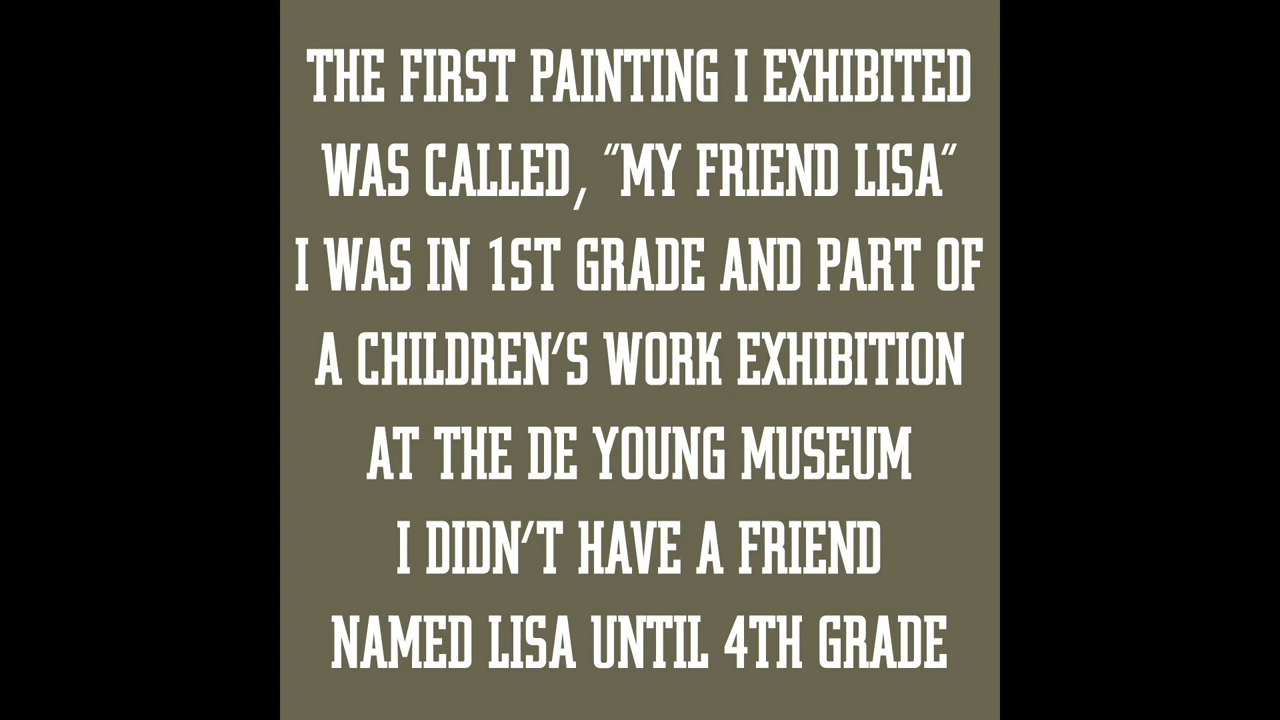 THE FIRST PAINTING I EXHIBITED
WAS CALLED, "MY FRIEND LISA"
I WAS IN 1ST GRADE AND PART OF
A CHILDREN'S WORK EXHIBITION
AT THE DE YOUNG MUSEUM
I DIDN'T HAVE A FRIEND
NAMED LISA UNTIL 4TH GRADE